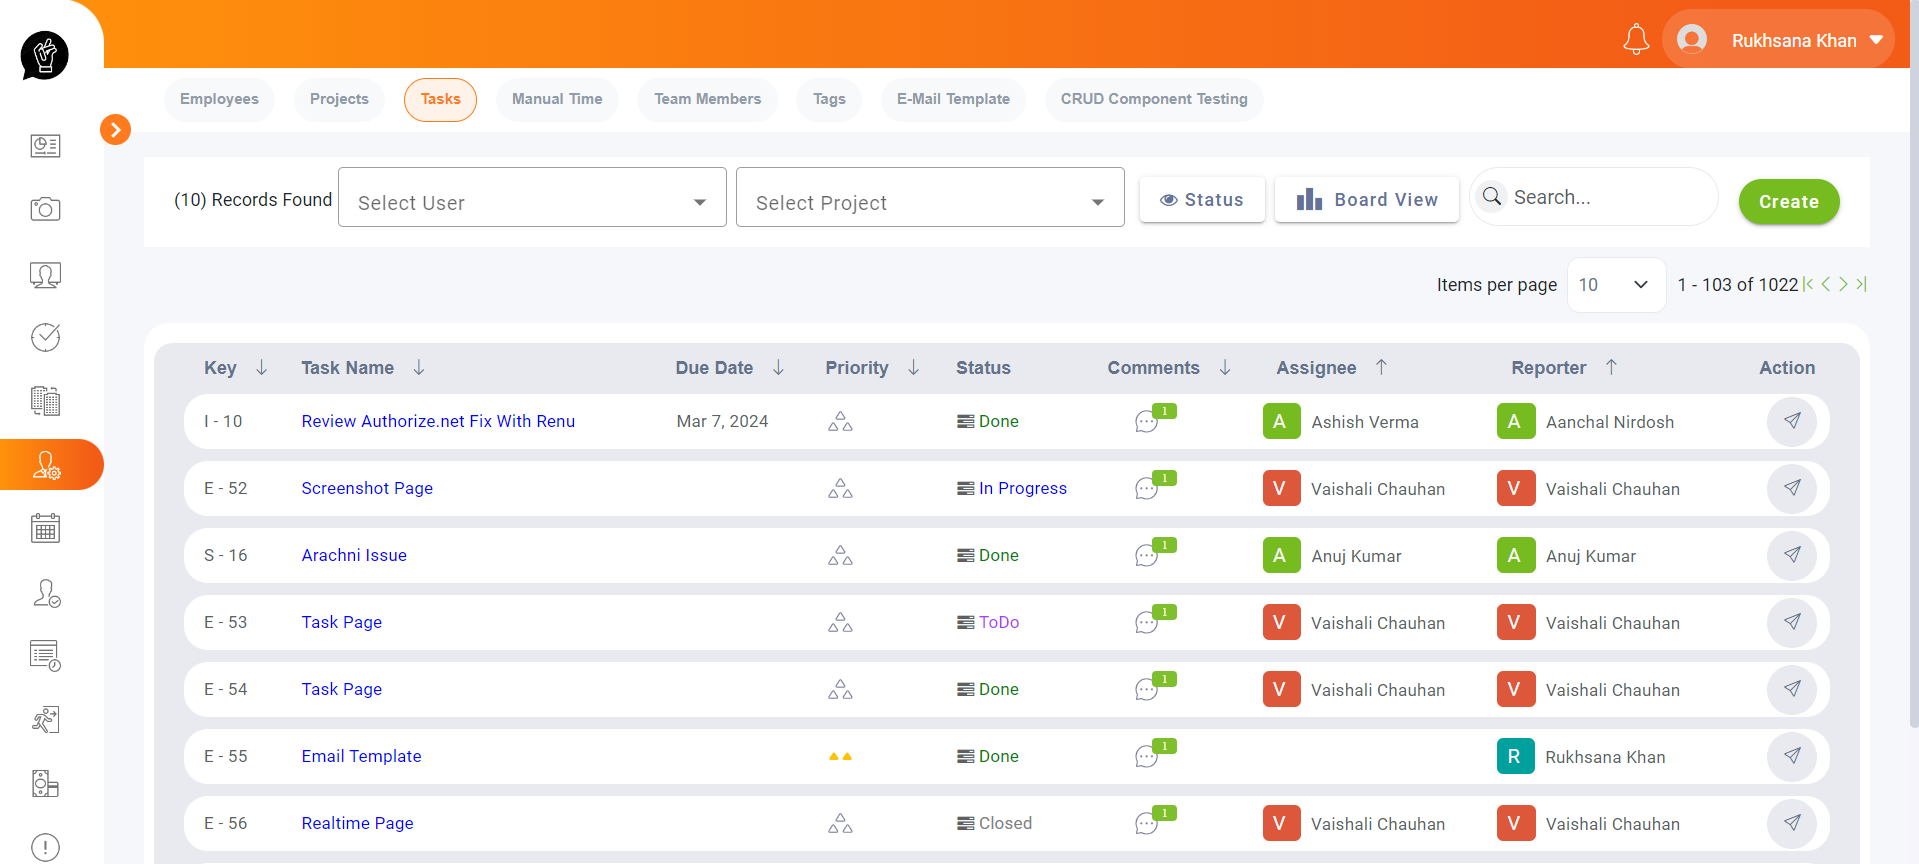 Rukhsana Khan
Employees Projects Tasks Manual Time Team Members Tags E-Mail Template CRUD Component Testing
(10) Records Found Select User Select Project Status Board View Search... Create
Items per page 10 1 - 103 of 1022
Key Task Name Due Date Priority Status Comments Assignee Reporter Action
I - 10 Review Authorize.net Fix With Renu Mar 7, 2024 Done 1 A Ashish Verma A Aanchal Nirdosh
E - 52 Screenshot Page In Progress 1 V Vaishali Chauhan V Vaishali Chauhan
S - 16 Arachni Issue Done 1 A Anuj Kumar A Anuj Kumar
E - 53 Task Page ToDo 1 V Vaishali Chauhan V Vaishali Chauhan
E - 54 Task Page Done 1 V Vaishali Chauhan V Vaishali Chauhan
E - 55 Email Template Done 1 R Rukhsana Khan
E - 56 Realtime Page Closed 1 V Vaishali Chauhan V Vaishali Chauhan